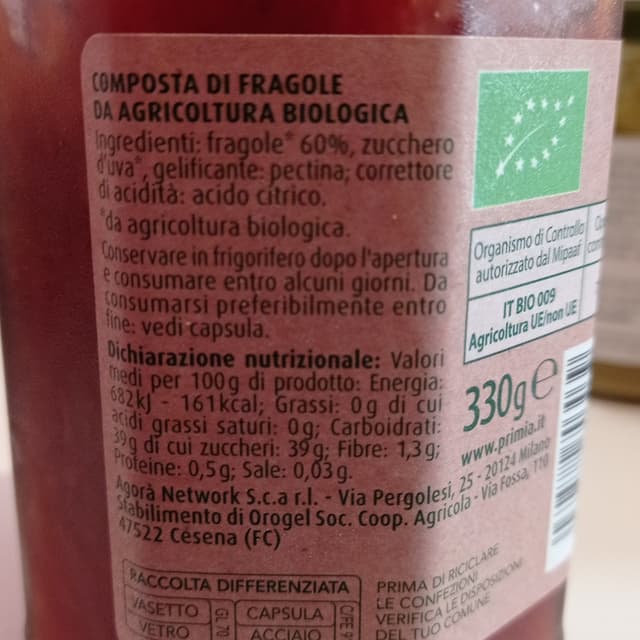 COMPOSTA DI FRAGOLE
DA AGRICOLTURA BIOLOGICA
Ingredienti: fragole* 60%, zucchero
d'uva*, gelificante: pectina; correttore
di acidità: acido citrico.
*da agricoltura biologica.
Conservare in frigorifero dopo l'apertura
e consumare entro alcuni giorni. Da
consumarsi preferibilmente entro
fine: vedi capsula.
Dichiarazione nutrizionale: Valori
medi per 100g di prodotto: Energia:
682kJ - 161kcal; Grassi: 0g di cui
acidi grassi saturi: 0g; Carboidrati:
39g di cui zuccheri: 39g; Fibre: 1,3g;
Proteine: 0,5g; Sale: 0,03g.
Agorà Network S.c.a r.l. - Via Pergolesi, 25 - 20124 Milano
Stabilimento di Orogel Soc. Coop. Agricola - Via Fossa, 110
47522 Cesena (FC)
Organismo di Controllo
autorizzato dal Mipaaf
IT BIO 009
Agricoltura UE/non UE
330g e
www.primia.it
RACCOLTA DIFFERENZIATA
VASETTO
GL 70
CAPSULA
VETRO
ACCIAIO
PRIMA DI RICICLARE
LE CONFEZIONI
VERIFICA LE DISPOSIZIONI
DEL TUO COMUNE